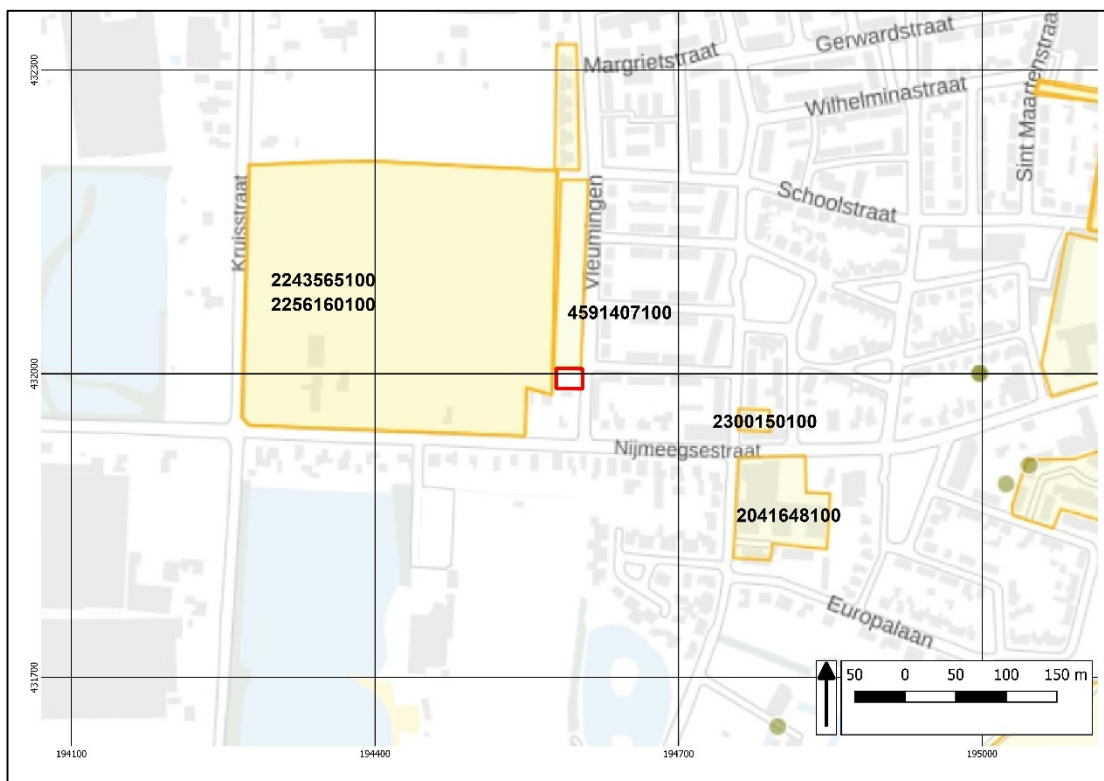 Gerwardstraat
Margrietstraat
Wilhelminastraat
Sint Maartenstraa
432300
Kruisstraat
Vleumingen
Schoolstraat
2243565100
2256160100
4591407100
432000
2300150100
Nijmeegsestraat
2041648100
Europalaan
431700
50 0 50 100 150 m
194100 194400 194700 195000